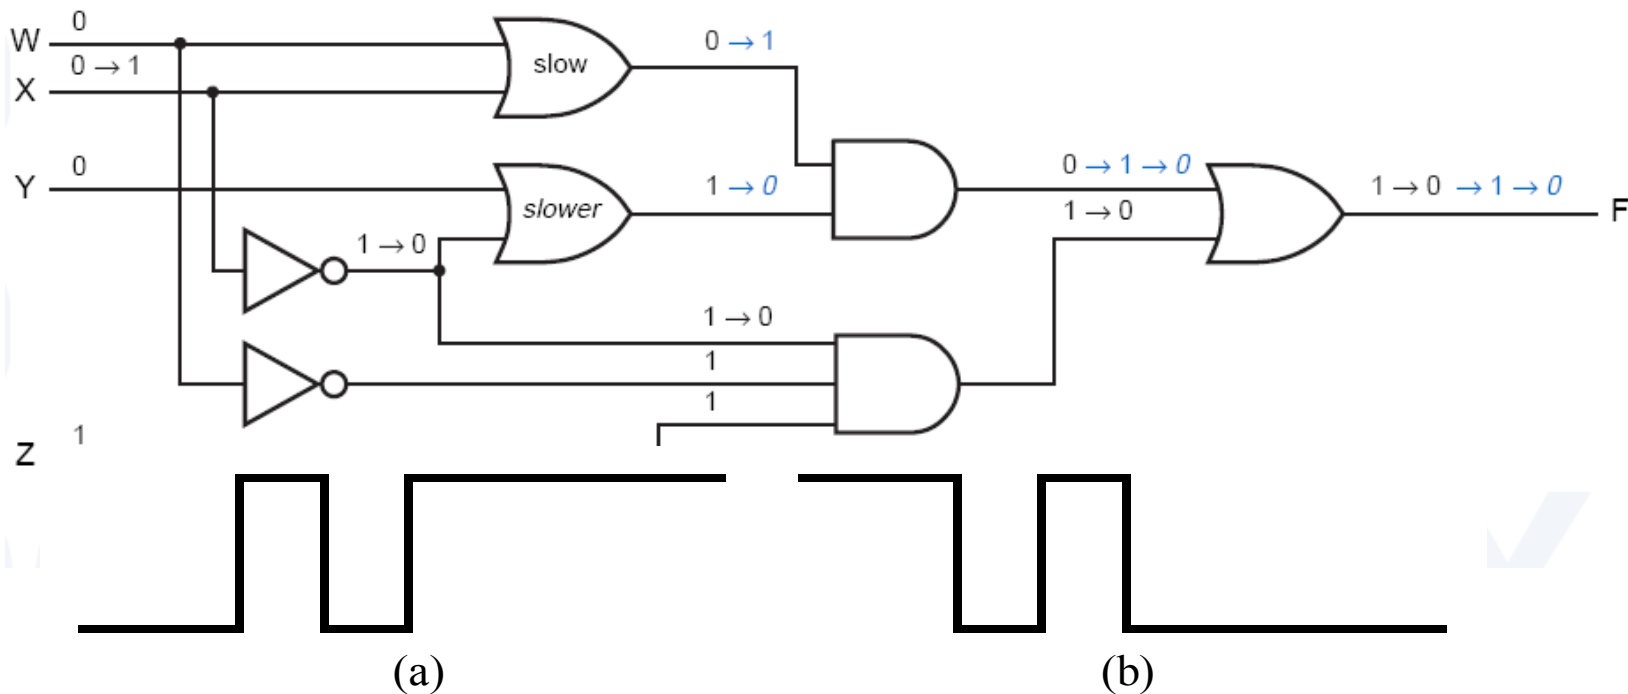 W 0
0 → 1
X
slow
0 → 1
Y 0
slower
1 → 0
0 → 1 → 0
1 → 0
1 → 0 → 1 → 0
F
1 → 0
1 → 0
1
1
Z 1
(a)
(b)